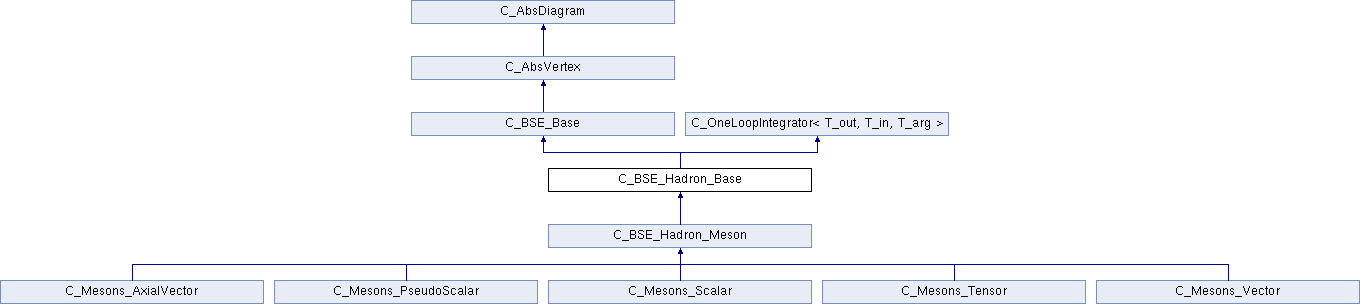 C_AbsDiagram
C_AbsVertex
C_BSE_Base
C_OneLoopIntegrator< T_out, T_in, T_arg >
C_BSE_Hadron_Base
C_BSE_Hadron_Meson
C_Mesons_AxialVector
C_Mesons_PseudoScalar
C_Mesons_Scalar
C_Mesons_Tensor
C_Mesons_Vector